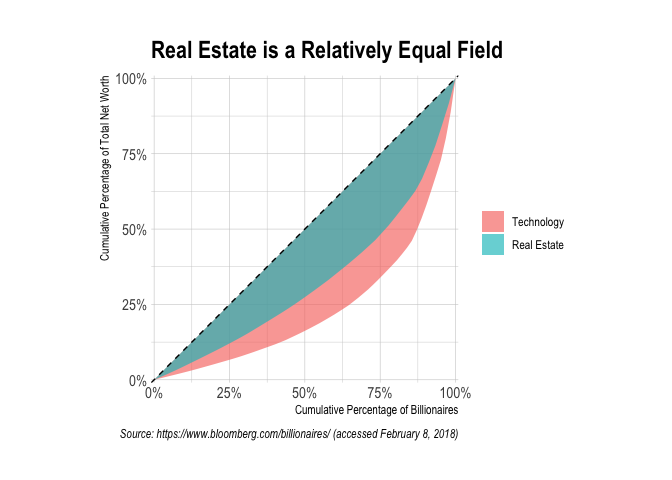 Real Estate is a Relatively Equal Field
Cumulative Percentage of Total Net Worth
100%
75%
50%
25%
0%
0% 25% 50% 75% 100%
Cumulative Percentage of Billionaires
Technology
Real Estate
Source: https://www.bloomberg.com/billionaires/ (accessed February 8, 2018)